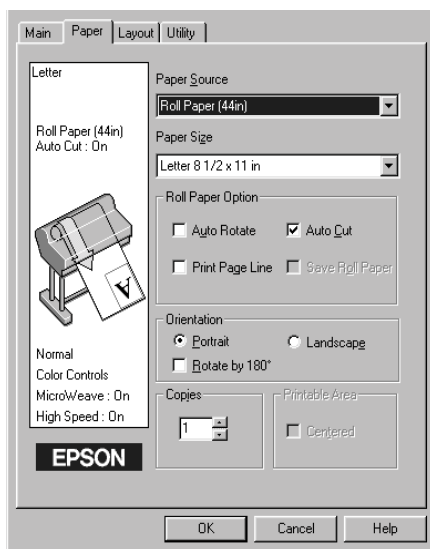 Main Paper Layout Utility
Letter
Roll Paper (44in)
Auto Cut : On
A
Normal
Color Controls
MicroWeave : On
High Speed : On
EPSON
Paper Source
Roll Paper (44in)
Paper Size
Letter 8 1/2 x 11 in
Roll Paper Option
Auto Rotate Auto Cut
Print Page Line Save Roll Paper
Orientation
Portrait Landscape
Rotate by 180°
Copies Printable Area
1 Centered
OK Cancel Help